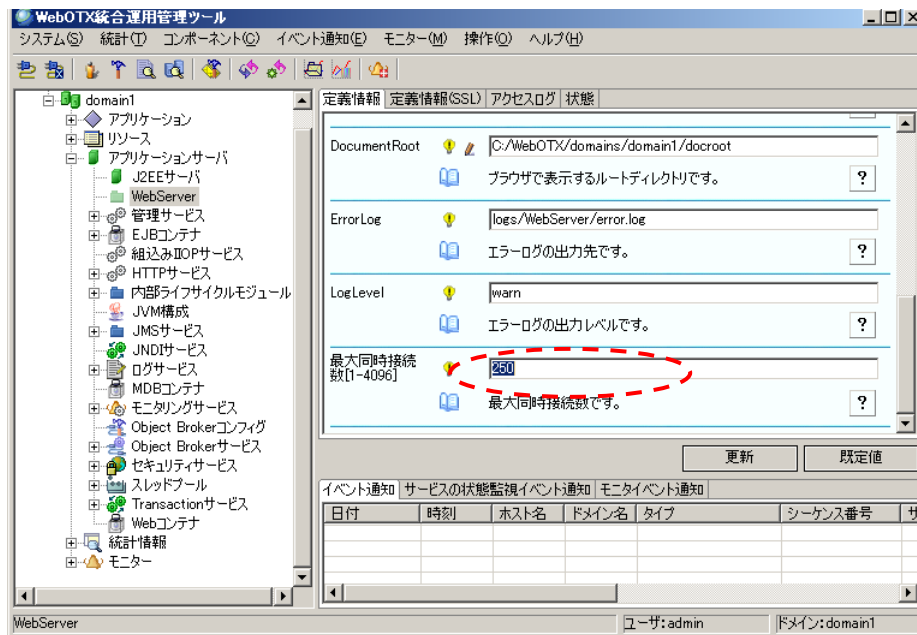 WebOTX統合運用管理ツール
システム(S) 統計(T) コンポーネント(C) イベント通知(E) モニター(M) 操作(O) ヘルプ(H)
domain1
アプリケーション
リソース
アプリケーションサーバ
J2EEサーバ
WebServer
管理サービス
EJBコンテナ
組込みIIOPサービス
HTTPサービス
内部ライフサイクルモジュール
JVM構成
JMSサービス
JNDIサービス
ログサービス
MDBコンテナ
モニタリングサービス
Object Brokerコンフィグ
Object Brokerサービス
セキュリティサービス
スレッドプール
Transactionサービス
Webコンテナ
統計情報
モニター
定義情報 定義情報(SSL) アクセスログ 状態
DocumentRoot C:/WebOTX/domains/domain1/docroot
ブラウザで表示するルートディレクトリです。 ?
ErrorLog logs/WebServer/error.log
エラーログの出力先です。 ?
LogLevel warn
エラーログの出力レベルです。 ?
最大同時接続
数[1-4096] 250
最大同時接続数です。 ?
更新 既定値
イベント通知 サービスの状態監視イベント通知 モニタイベント通知
日付 時刻 ホスト名 ドメイン名 タイプ シーケンス番号 サ
WebServer ユーザ:admin ドメイン:domain1